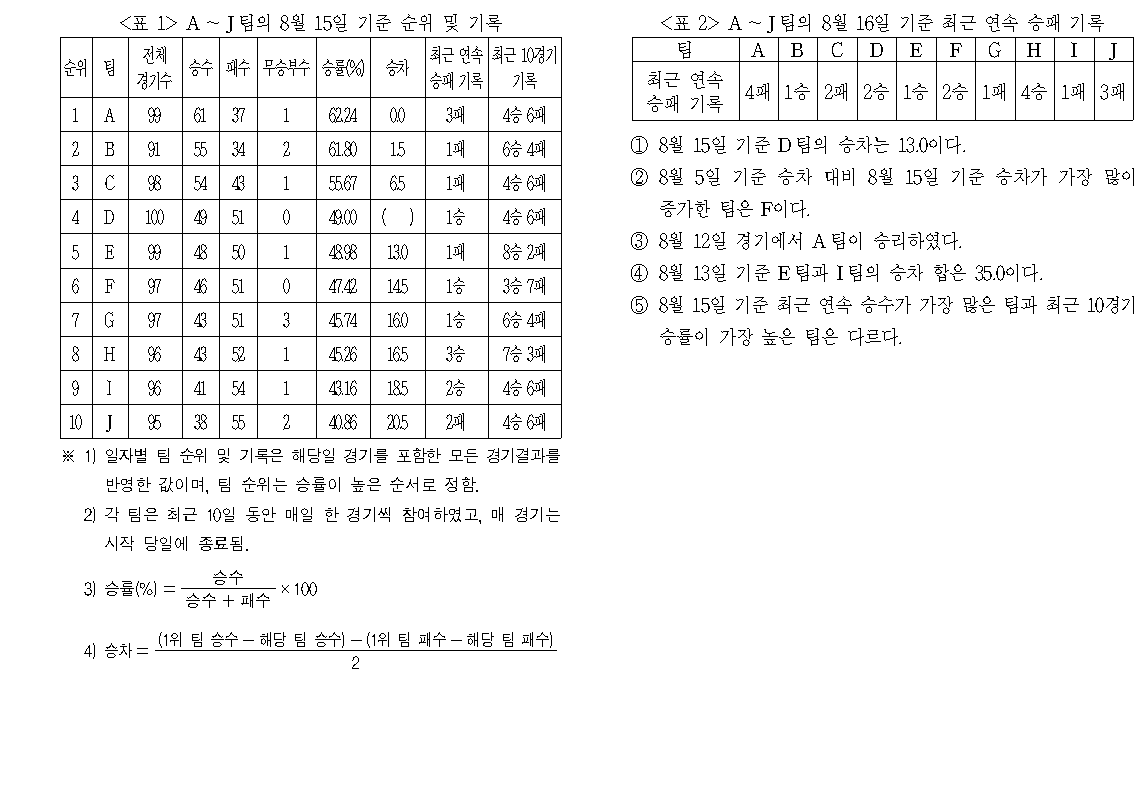 <표 1> A ~ J팀의 8월 15일 기준 순위 및 기록
순위 팀 전체 경기수 승수 패수 무승부수 승률(%) 승차 최근 연속 승패 기록 최근 10경기 기록
1 A 99 61 37 1 62.24 0.0 3패 4승 6패
2 B 91 55 34 2 61.80 1.5 1패 6승 4패
3 C 98 54 43 1 55.67 6.5 1패 4승 6패
4 D 100 49 51 0 49.00 ( ) 1승 4승 6패
5 E 99 48 50 1 48.98 13.0 1패 8승 2패
6 F 97 46 51 0 47.42 14.5 1승 3승 7패
7 G 97 43 51 3 45.74 16.0 1승 6승 4패
8 H 96 43 52 1 45.26 16.5 3승 7승 3패
9 I 96 41 54 1 43.16 18.5 2승 4승 6패
10 J 95 38 55 2 40.86 20.5 2패 4승 6패
※ 1) 일자별 팀 순위 및 기록은 해당일 경기를 포함한 모든 경기결과를
반영한 값이며, 팀 순위는 승률이 높은 순서로 정함.
2) 각 팀은 최근 10일 동안 매일 한 경기씩 참여하였고, 매 경기는
시작 당일에 종료됨.
3) 승률(%) = 승수 / 승수 + 패수 × 100
4) 승차 = (1위 팀 승수 - 해당 팀 승수) - (1위 팀 패수 - 해당 팀 패수) / 2
<표 2> A ~ J팀의 8월 16일 기준 최근 연속 승패 기록
팀 A B C D E F G H I J
최근 연속 승패 기록 4패 1승 2패 2승 1승 2승 1패 4승 1패 3패
① 8월 15일 기준 D팀의 승차는 13.0이다.
② 8월 5일 기준 승차 대비 8월 15일 기준 승차가 가장 많이
증가한 팀은 F이다.
③ 8월 12일 경기에서 A팀이 승리하였다.
④ 8월 13일 기준 E팀과 I팀의 승차 합은 35.0이다.
⑤ 8월 15일 기준 최근 연속 승수가 가장 많은 팀과 최근 10경기
승률이 가장 높은 팀은 다르다.